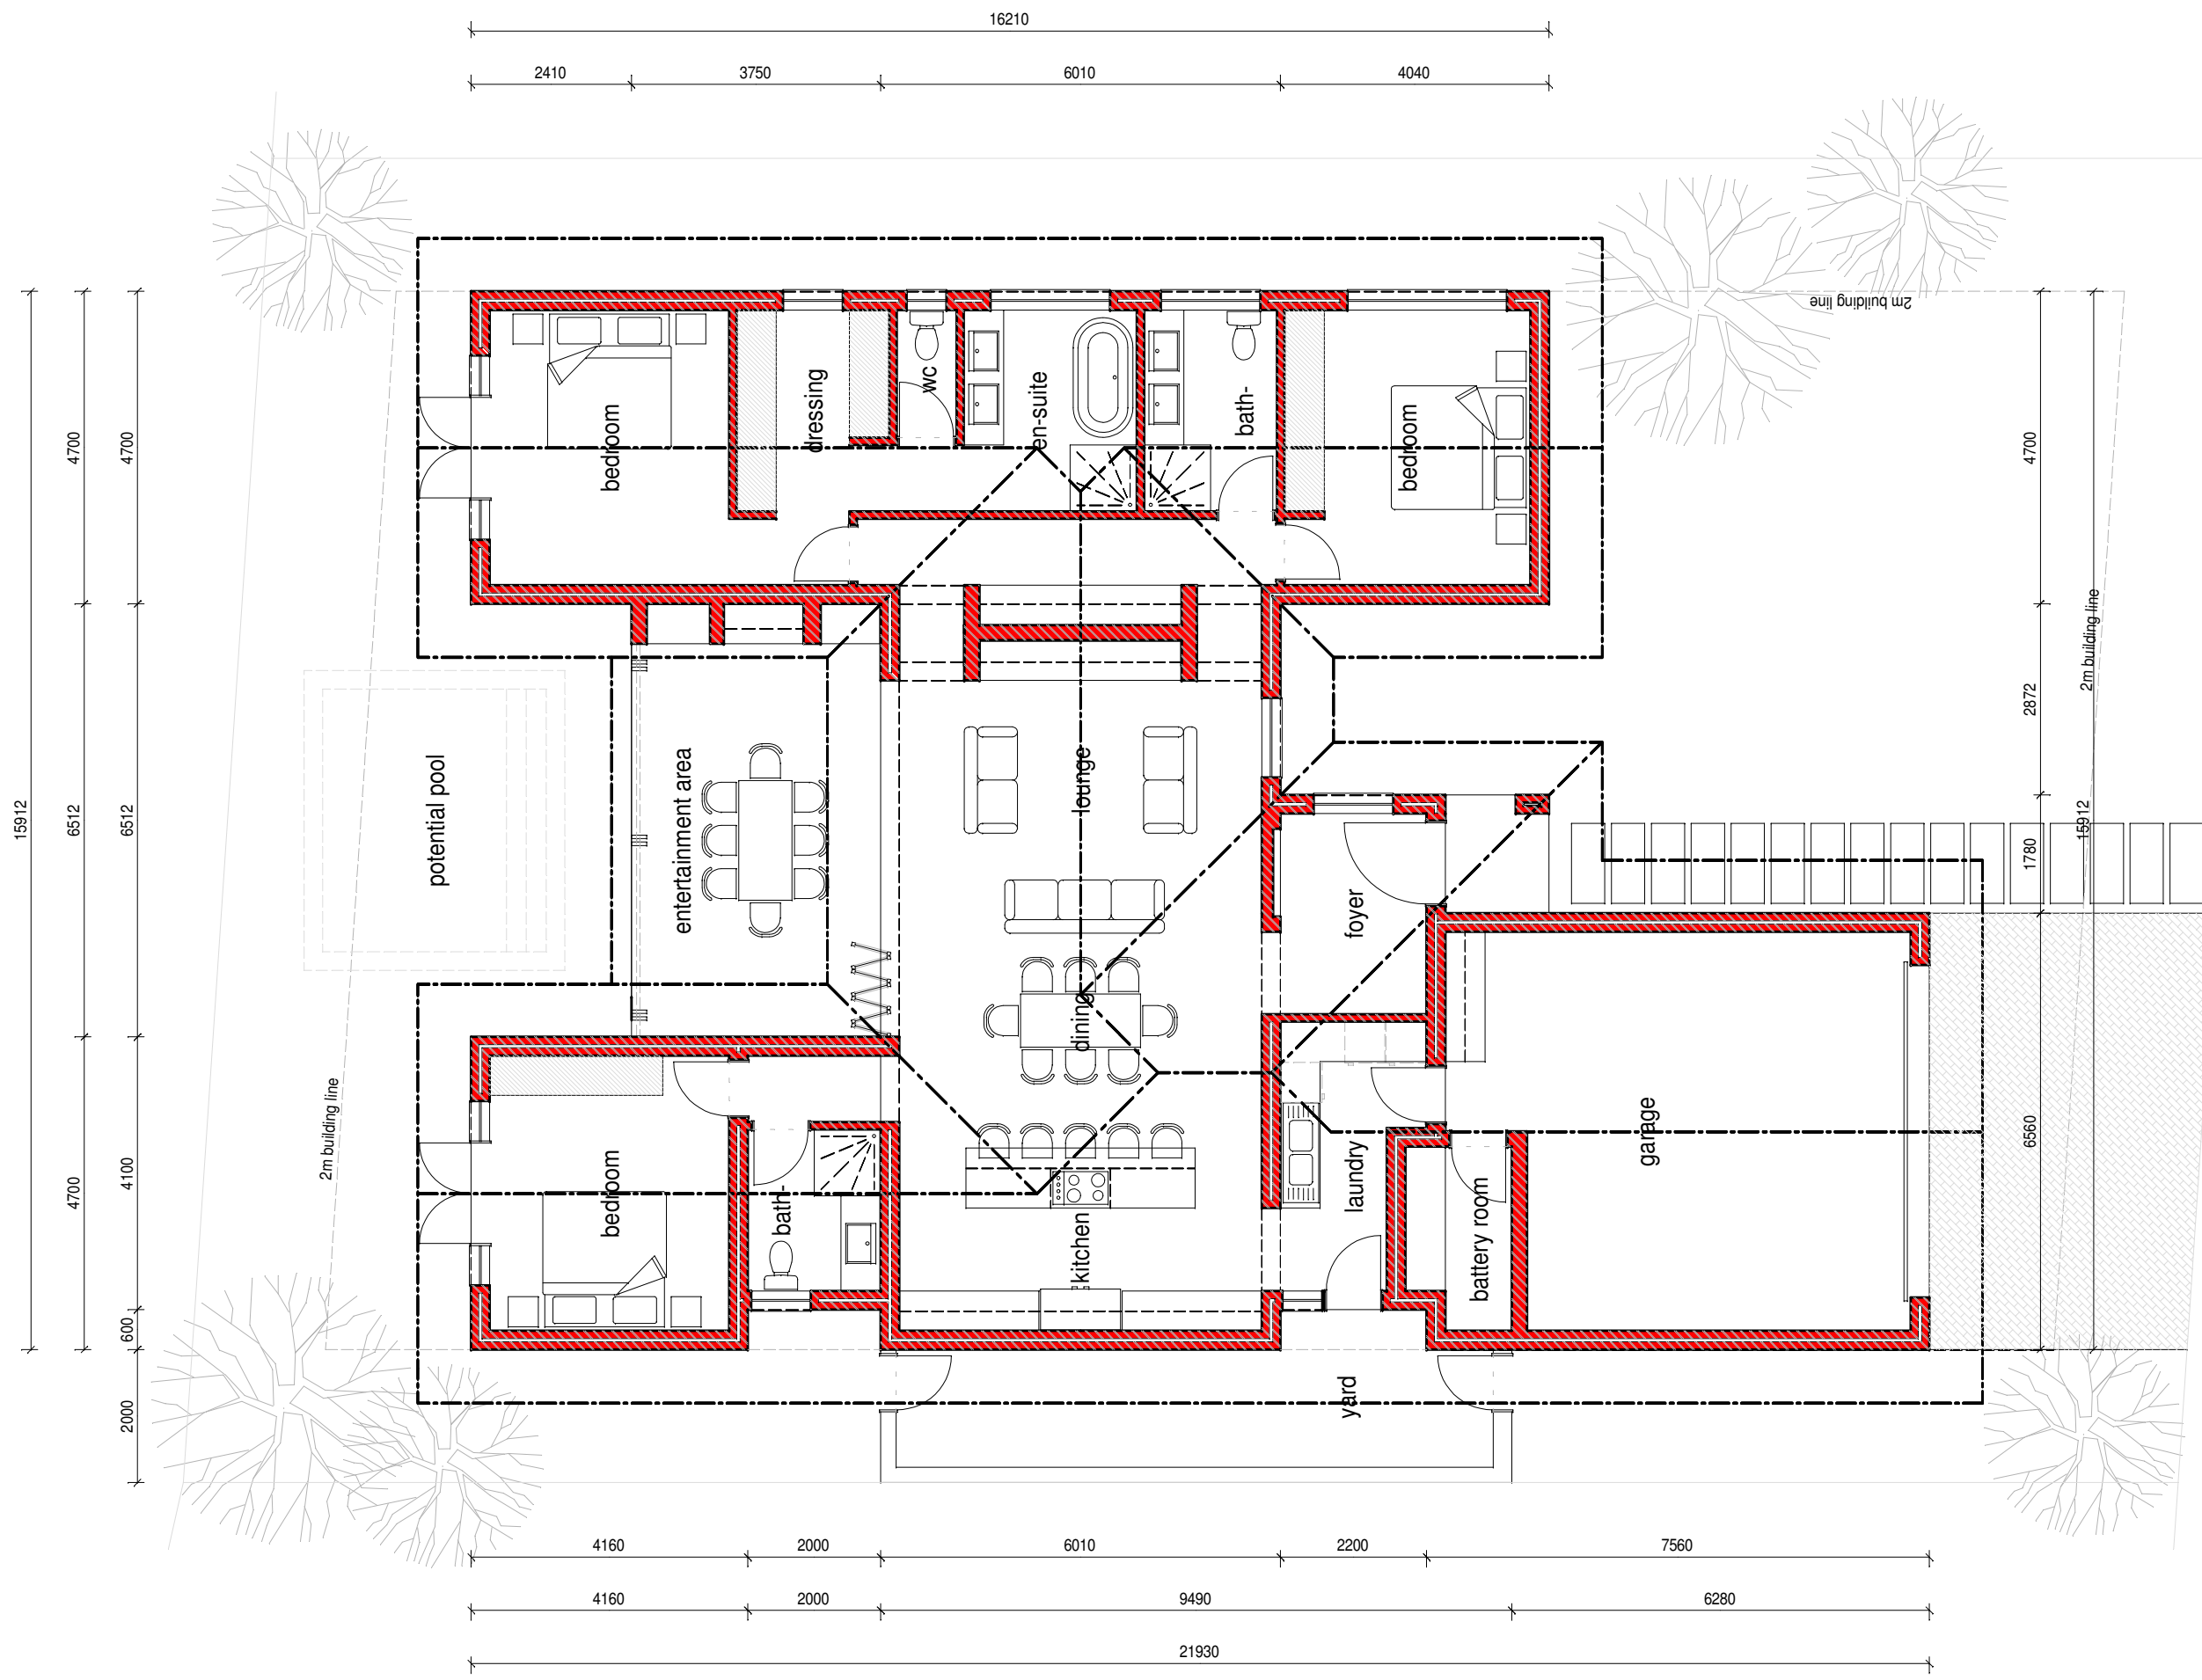 16210
2410 3750 6010 4040
2m building line
bedroom
dressing
wc
en-suite
bath-
bedroom
4700
4700
4700
2m building line
2872
potential pool
entertainment area
lounge
15912
6512
6512
15912
1780
foyer
dining
2m building line
bedroom
bath-
kitchen
laundry
battery room
garage
6560
4700
4100
600
2000
yard
4160 2000 6010 2200 7560
4160 2000 9490 6280
21930